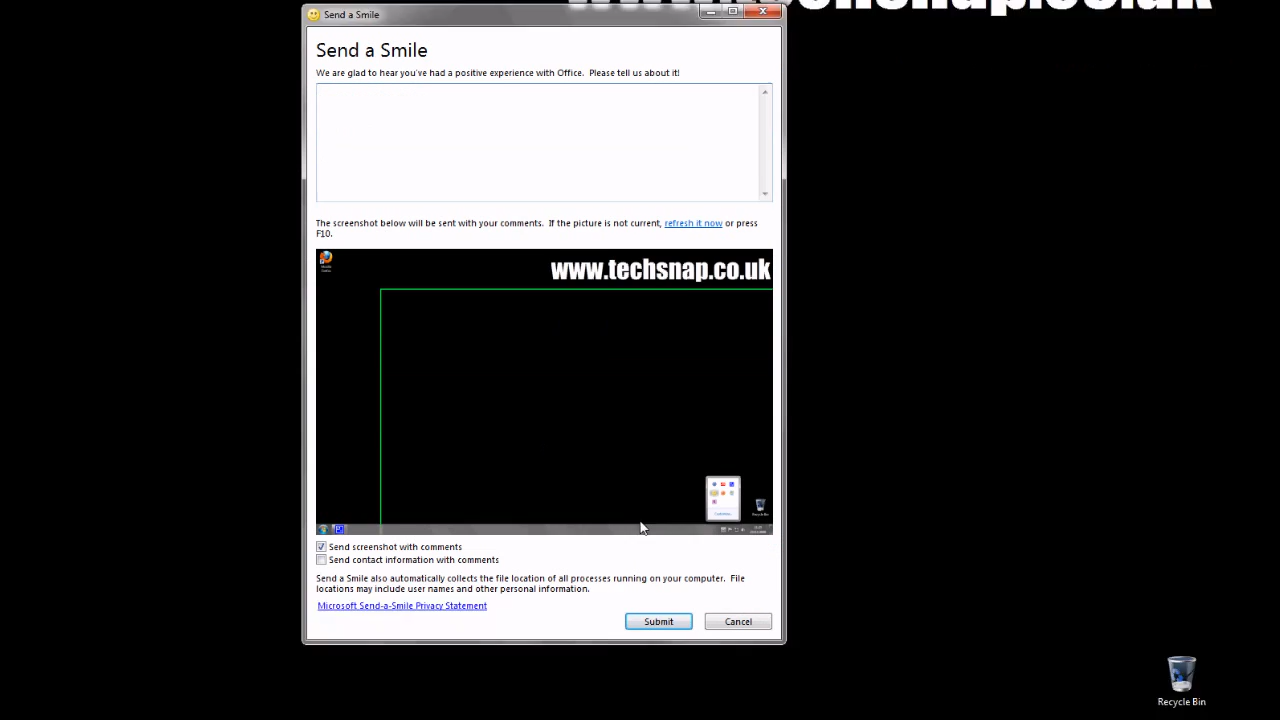 Send a Smile
Send a Smile
We are glad to hear you've had a positive experience with Office. Please tell us about it!
The screenshot below will be sent with your comments. If the picture is not current, refresh it now or press
F10.
www.techsnap.co.uk
Send screenshot with comments
Send contact information with comments
Send a Smile also automatically collects the file location of all processes running on your computer. File
locations may include user names and other personal information.
Microsoft Send-a-Smile Privacy Statement
Submit
Cancel
Recycle Bin